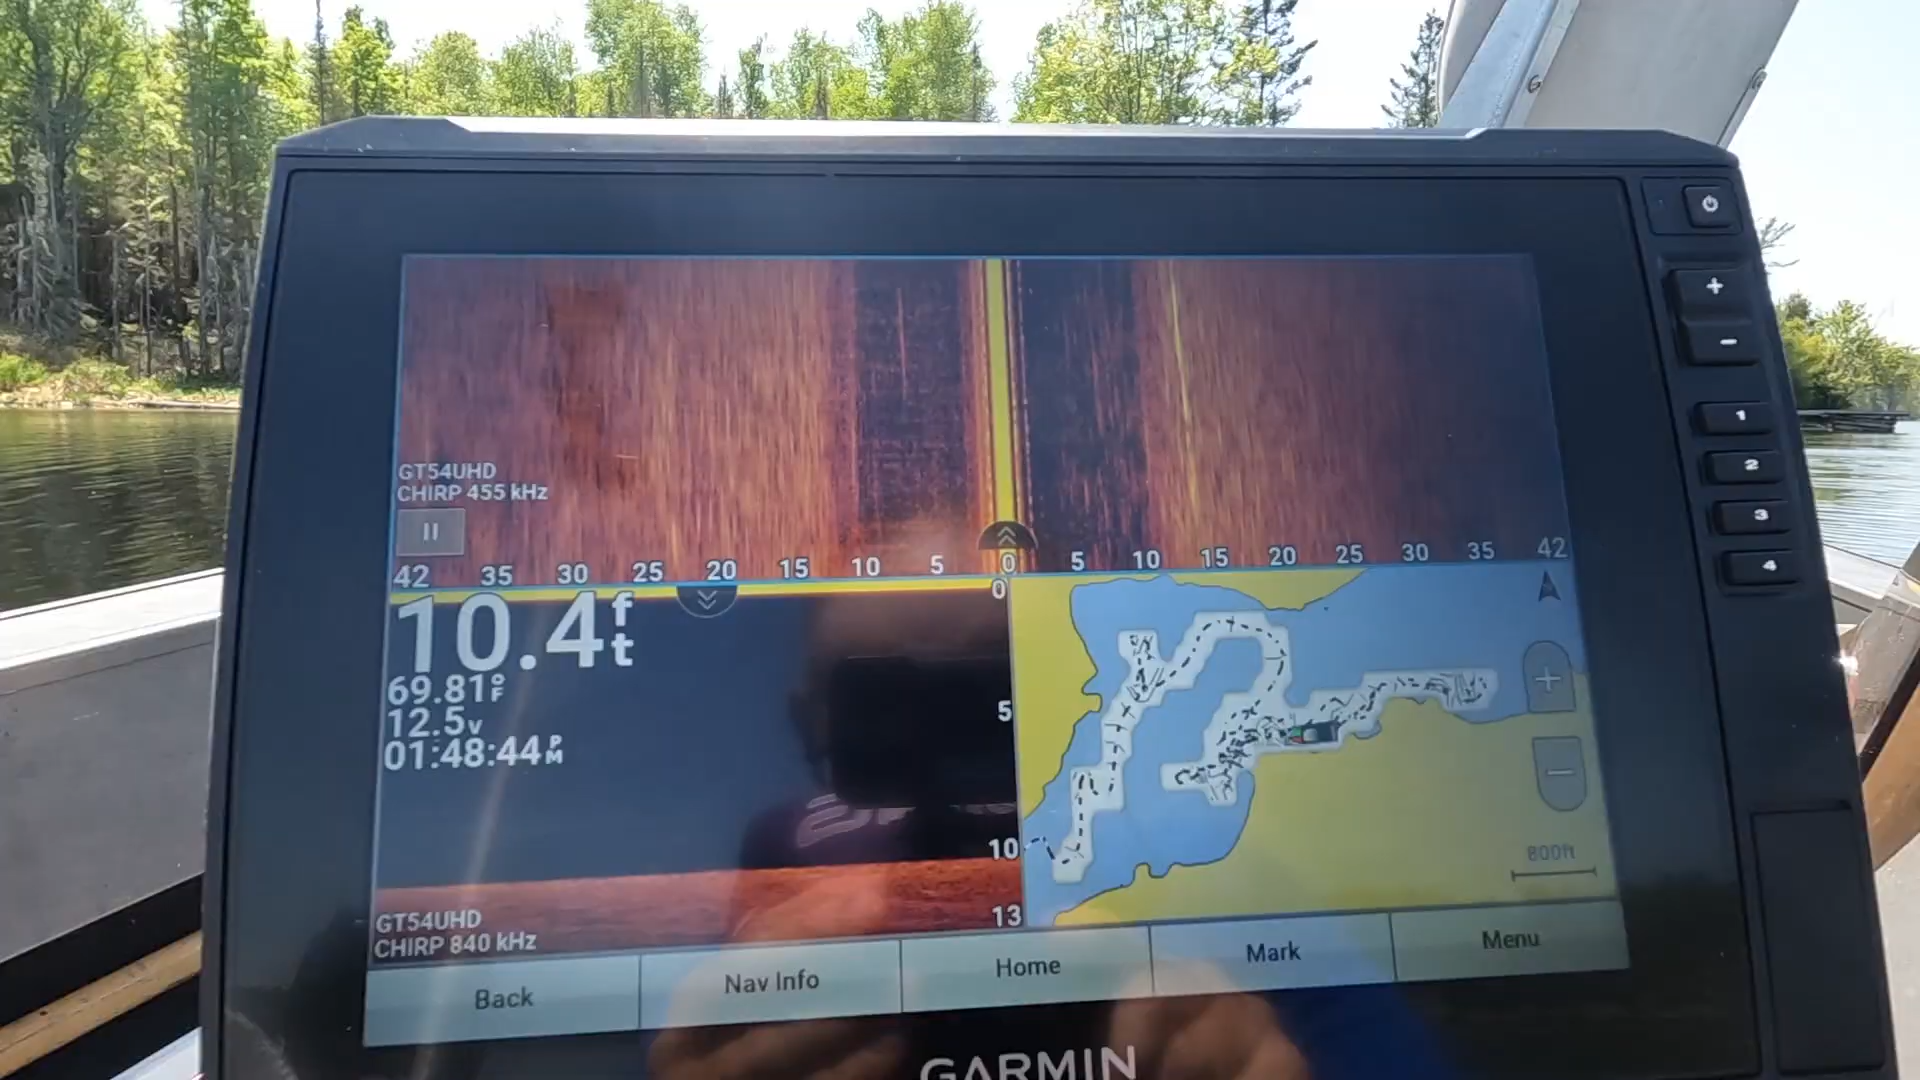 GT54UHD
CHIRP 455 kHz
42 35 30 25 20 15 10 5 0 5 10 15 20 25 30 35 42
10.4 ft
69.81°F
12.5V
01:48:44PM
0
5
10
13
GT54UHD
CHIRP 840 kHz
800ft
Back Nav Info Home Mark Menu
GARMIN
+
-
1
2
3
4